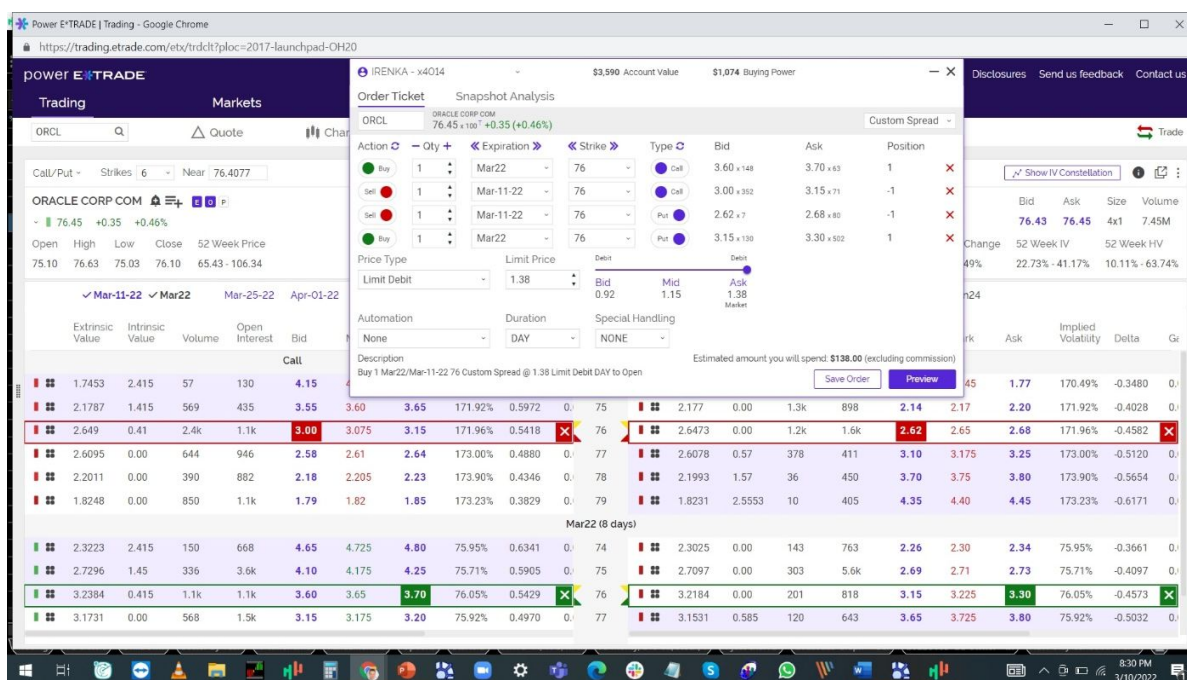 Power E*TRADE | Trading - Google Chrome
https://trading.etrade.com/etx/trdclt?ploc=2017-launchpad-OH20
power E*TRADE
Trading Markets
ORCL Quote Char
Disclosures Send us feedback Contact us
Trade
IRENKA - x4014 $3,590 Account Value $1,074 Buying Power
Order Ticket Snapshot Analysis
ORCL ORACLE CORP COM Custom Spread
76.45 x100 T +0.35 (+0.46%)
Action Qty Expiration Strike Type Bid Ask Position
Buy 1 Mar22 76 Call 3.60 x 148 3.70 x 63 1
Sell 1 Mar-11-22 76 Call 3.00 x 352 3.15 x 71 -1
Sell 1 Mar-11-22 76 Put 2.62 x 7 2.68 x 80 -1
Buy 1 Mar22 76 Put 3.15 x 130 3.30 x 502 1
Price Type Limit Price Debit Debit
Limit Debit 1.38 Bid Mid Ask
0.92 1.15 1.38
Market
Automation Duration Special Handling
None DAY NONE
Description Estimated amount you will spend: $138.00 (excluding commission)
Buy 1 Mar22/Mar-11-22 76 Custom Spread @ 1.38 Limit Debit DAY to Open
Save Order Preview
Call/Put Strikes 6 Near 76.4077 Show IV Constellation
ORACLE CORP COM E D P Bid Ask Size Volume
76.45 +0.35 +0.46% 76.43 76.45 4x1 7.45M
Open High Low Close 52 Week Price Change 52 Week IV 52 Week HV
75.10 76.63 75.03 76.10 65.43 - 106.34 49% 22.73% - 41.17% 10.11% - 63.74%
Mar-11-22 Mar22 Mar-25-22 Apr-01-22 n24
Extrinsic Value Intrinsic Value Volume Open Interest Bid rk Ask Implied Volatility Delta Ga
Call
1.7453 2.415 57 130 4.15 45 1.77 170.49% -0.3480 0.
2.1787 1.415 569 435 3.55 3.60 3.65 171.92% 0.5972 0. 75 2.177 0.00 1.3k 898 2.14 2.17 2.20 171.92% -0.4028 0.
2.649 0.41 2.4k 1.1k 3.00 3.075 3.15 171.96% 0.5418 76 2.6473 0.00 1.2k 1.6k 2.62 2.65 2.68 171.96% -0.4582
2.6095 0.00 644 946 2.58 2.61 2.64 173.00% 0.4880 0. 77 2.6078 0.57 378 411 3.10 3.175 3.25 173.00% -0.5120 0.
2.2011 0.00 390 882 2.18 2.205 2.23 173.90% 0.4346 0. 78 2.1993 1.57 36 450 3.70 3.75 3.80 173.90% -0.5654 0.
1.8248 0.00 850 1.1k 1.79 1.82 1.85 173.23% 0.3829 0. 79 1.8231 2.5553 10 405 4.35 4.40 4.45 173.23% -0.6171 0.
Mar22 (8 days)
2.3223 2.415 150 668 4.65 4.725 4.80 75.95% 0.6341 0. 74 2.3025 0.00 143 763 2.26 2.30 2.34 75.95% -0.3661 0.
2.7296 1.45 336 3.6k 4.10 4.175 4.25 75.71% 0.5905 0. 75 2.7097 0.00 303 5.6k 2.69 2.71 2.73 75.71% -0.4097 0.
3.2384 0.415 1.1k 1.1k 3.60 3.65 3.70 76.05% 0.5429 76 3.2184 0.00 201 818 3.15 3.225 3.30 76.05% -0.4573
3.1731 0.00 568 1.5k 3.15 3.175 3.20 75.92% 0.4970 0. 77 3.1531 0.585 120 643 3.65 3.725 3.80 75.92% -0.5032 0.
8:30 PM
3/10/2022